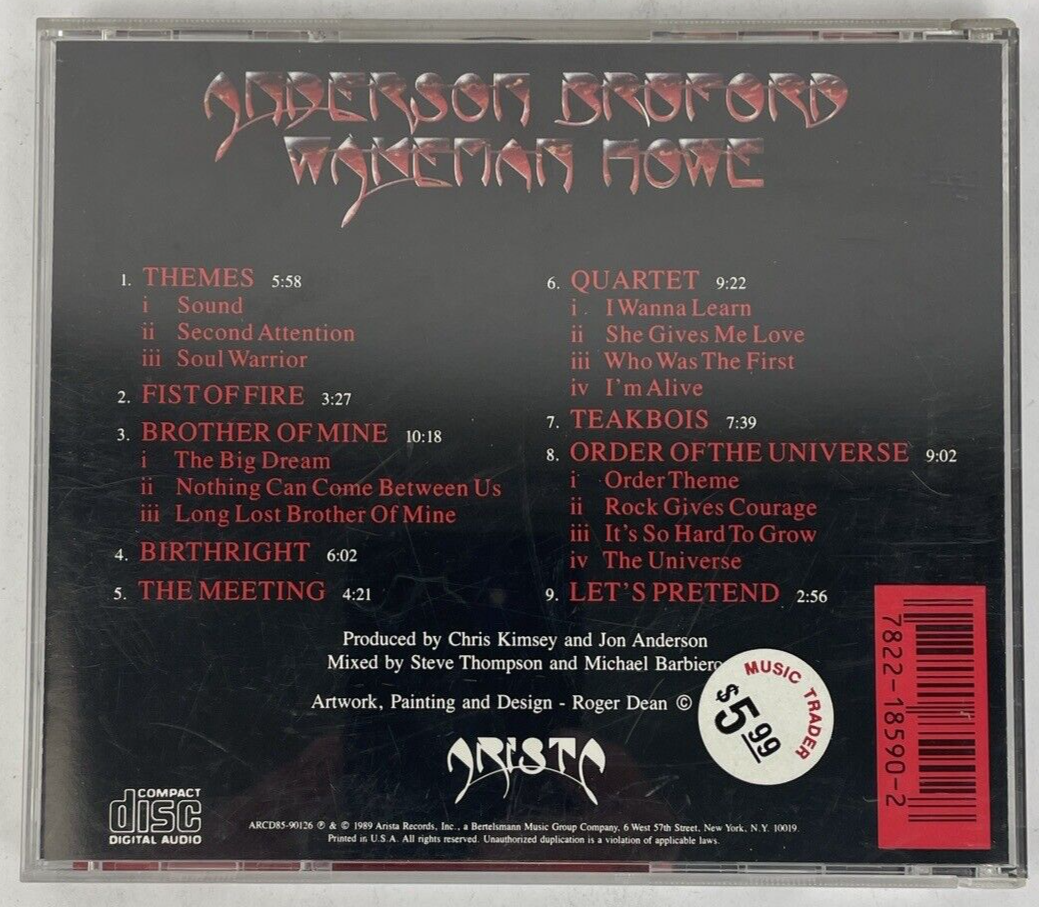 ANDERSON BRUFORD
WAKEMAN HOWE
1. THEMES 5:58
i Sound
ii Second Attention
iii Soul Warrior
2. FIST OF FIRE 3:27
3. BROTHER OF MINE 10:18
i The Big Dream
ii Nothing Can Come Between Us
iii Long Lost Brother Of Mine
4. BIRTHRIGHT 6:02
5. THE MEETING 4:21
6. QUARTET 9:22
i I Wanna Learn
ii She Gives Me Love
iii Who Was The First
iv I'm Alive
7. TEAKBOIS 7:39
8. ORDER OF THE UNIVERSE 9:02
i Order Theme
ii Rock Gives Courage
iii It's So Hard To Grow
iv The Universe
9. LET'S PRETEND 2:56
Produced by Chris Kimsey and Jon Anderson
Mixed by Steve Thompson and Michael Barbiero
Artwork, Painting and Design - Roger Dean ©
MUSIC TRADER
$5.99
7822-18590-2
ARISTA
COMPACT
disc
DIGITAL AUDIO
ARCD85-90126 ℗ & © 1989 Arista Records, Inc., a Bertelsmann Music Group Company, 6 West 57th Street, New York, N.Y. 10019.
Printed in U.S.A. All rights reserved. Unauthorized duplication is a violation of applicable laws.